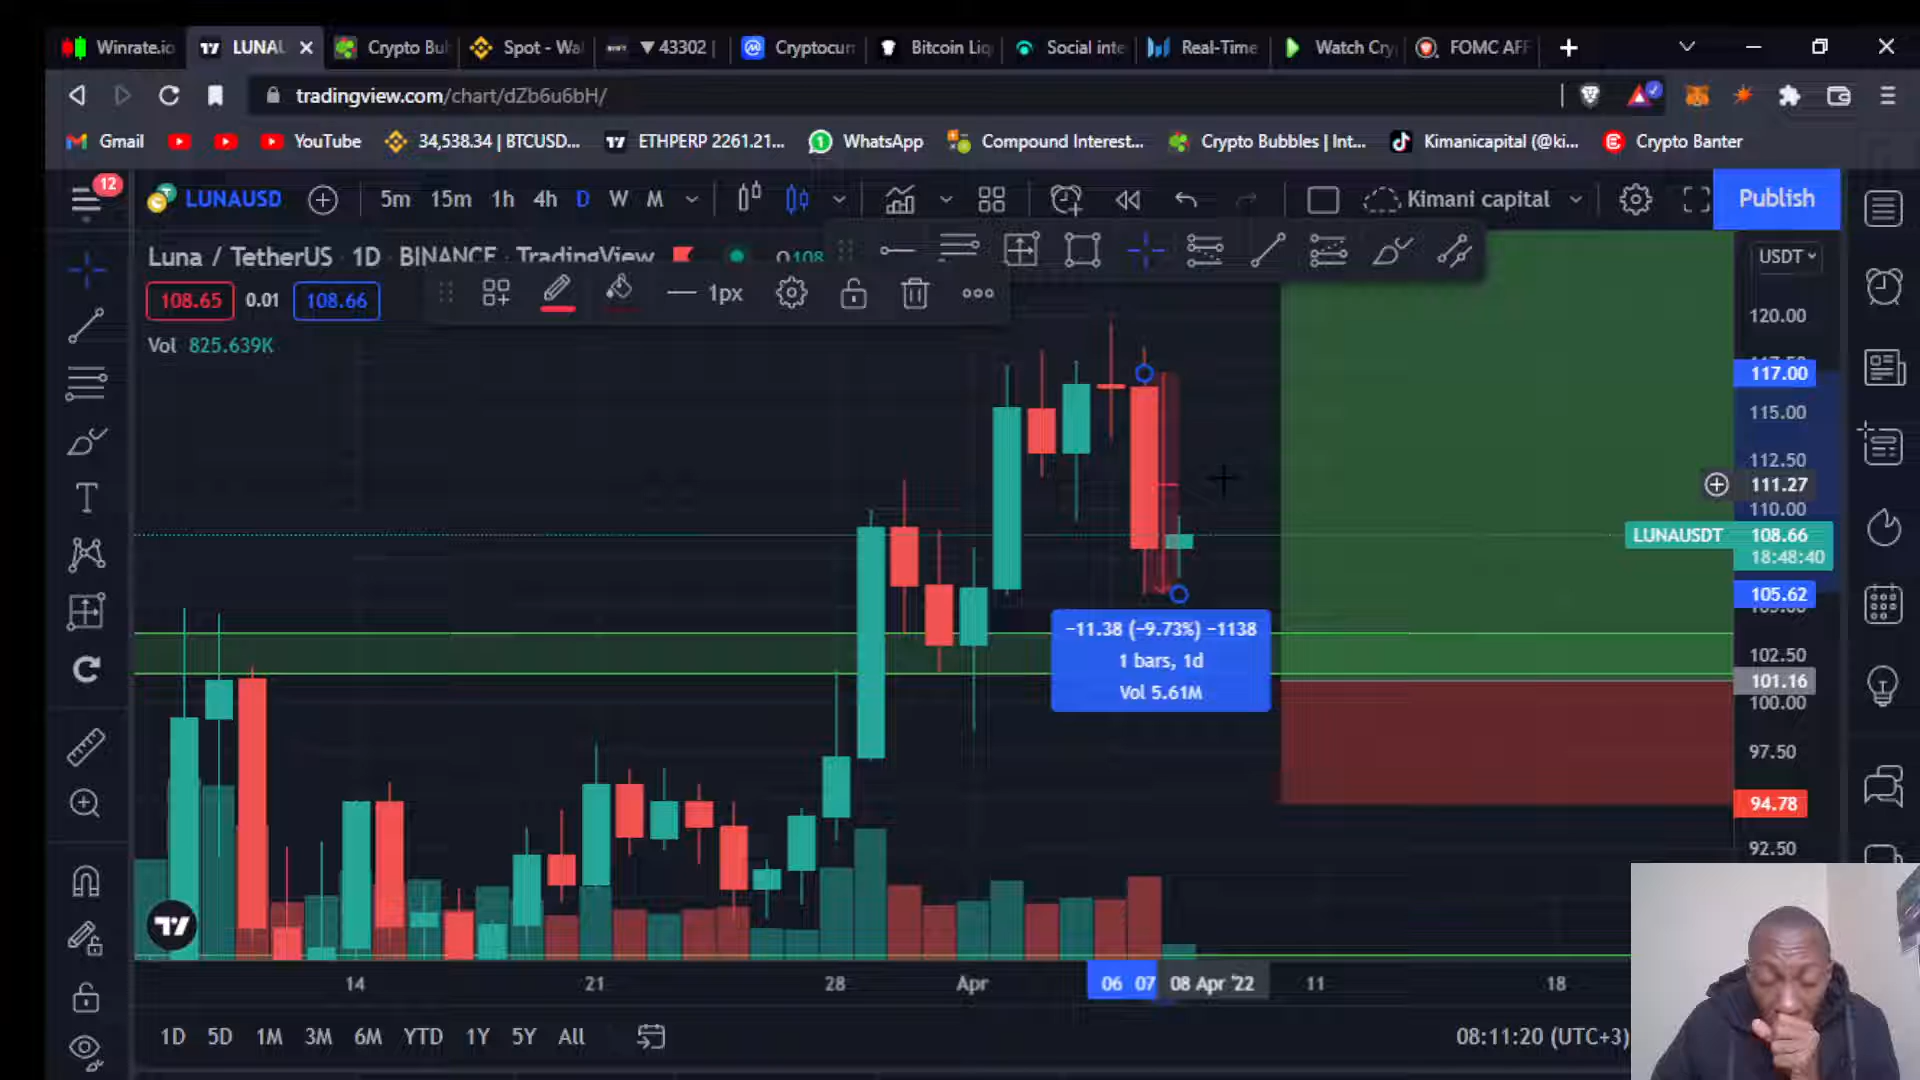 Winrate.io
LUNAU
Crypto Bul
Spot - Wal
▼ 43302 |
Cryptocurr
Bitcoin Liq
Social inte
Real-Time
Watch Cry
FOMC AFF
tradingview.com/chart/dZb6u6bH/
Gmail
YouTube
34,538.34 | BTCUSD...
ETHPERP 2261.21...
WhatsApp
Compound Interest...
Crypto Bubbles | Int...
Kimanicapital (@ki...
Crypto Banter
12
LUNAUSD
5m 15m 1h 4h D W M
Kimani capital
Publish
Luna / TetherUS · 1D · BINANCE · TradingView
O108
USDT
108.65 0.01 108.66
1px
Vol 825.639K
120.00
117.00
115.00
112.50
111.27
110.00
LUNAUSDT 108.66
18:48:40
105.62
102.50
101.16
100.00
97.50
94.78
92.50
−11.38 (−9.73%) −1138
1 bars, 1d
Vol 5.61M
14 21 28 Apr 06 07 08 Apr '22 11 18
1D 5D 1M 3M 6M YTD 1Y 5Y All
08:11:20 (UTC+3)